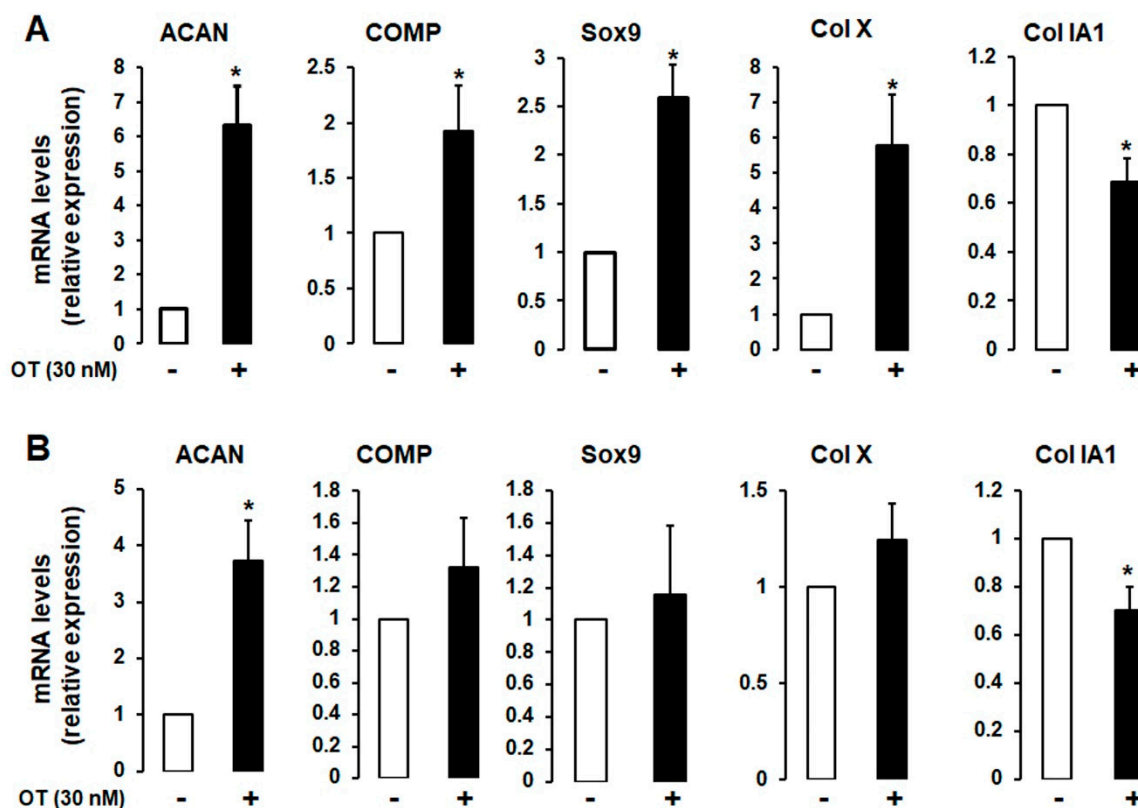 A
ACAN COMP Sox9 Col X Col IA1
mRNA levels
(relative expression)
8 7 6 5 4 3 2 1 0
*
2.5 2 1.5 1 0.5 0
*
3 2.5 2 1.5 1 0.5 0
*
8 7 6 5 4 3 2 1 0
*
1.2 1 0.8 0.6 0.4 0.2 0
*
OT (30 nM) - + - + - + - + - +
B
ACAN COMP Sox9 Col X Col IA1
mRNA levels
(relative expression)
5 4 3 2 1 0
*
1.8 1.6 1.4 1.2 1 0.8 0.6 0.4 0.2 0
1.8 1.6 1.4 1.2 1 0.8 0.6 0.4 0.2 0
1.5 1 0.5 0
1.2 1 0.8 0.6 0.4 0.2 0
*
OT (30 nM) - + - + - + - + - +